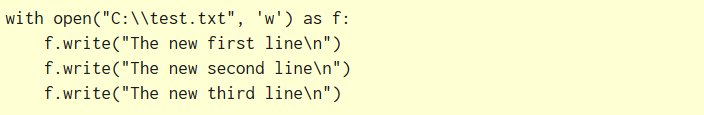 with open("C:\\test.txt", 'w') as f:
    f.write("The new first line\n")
    f.write("The new second line\n")
    f.write("The new third line\n")